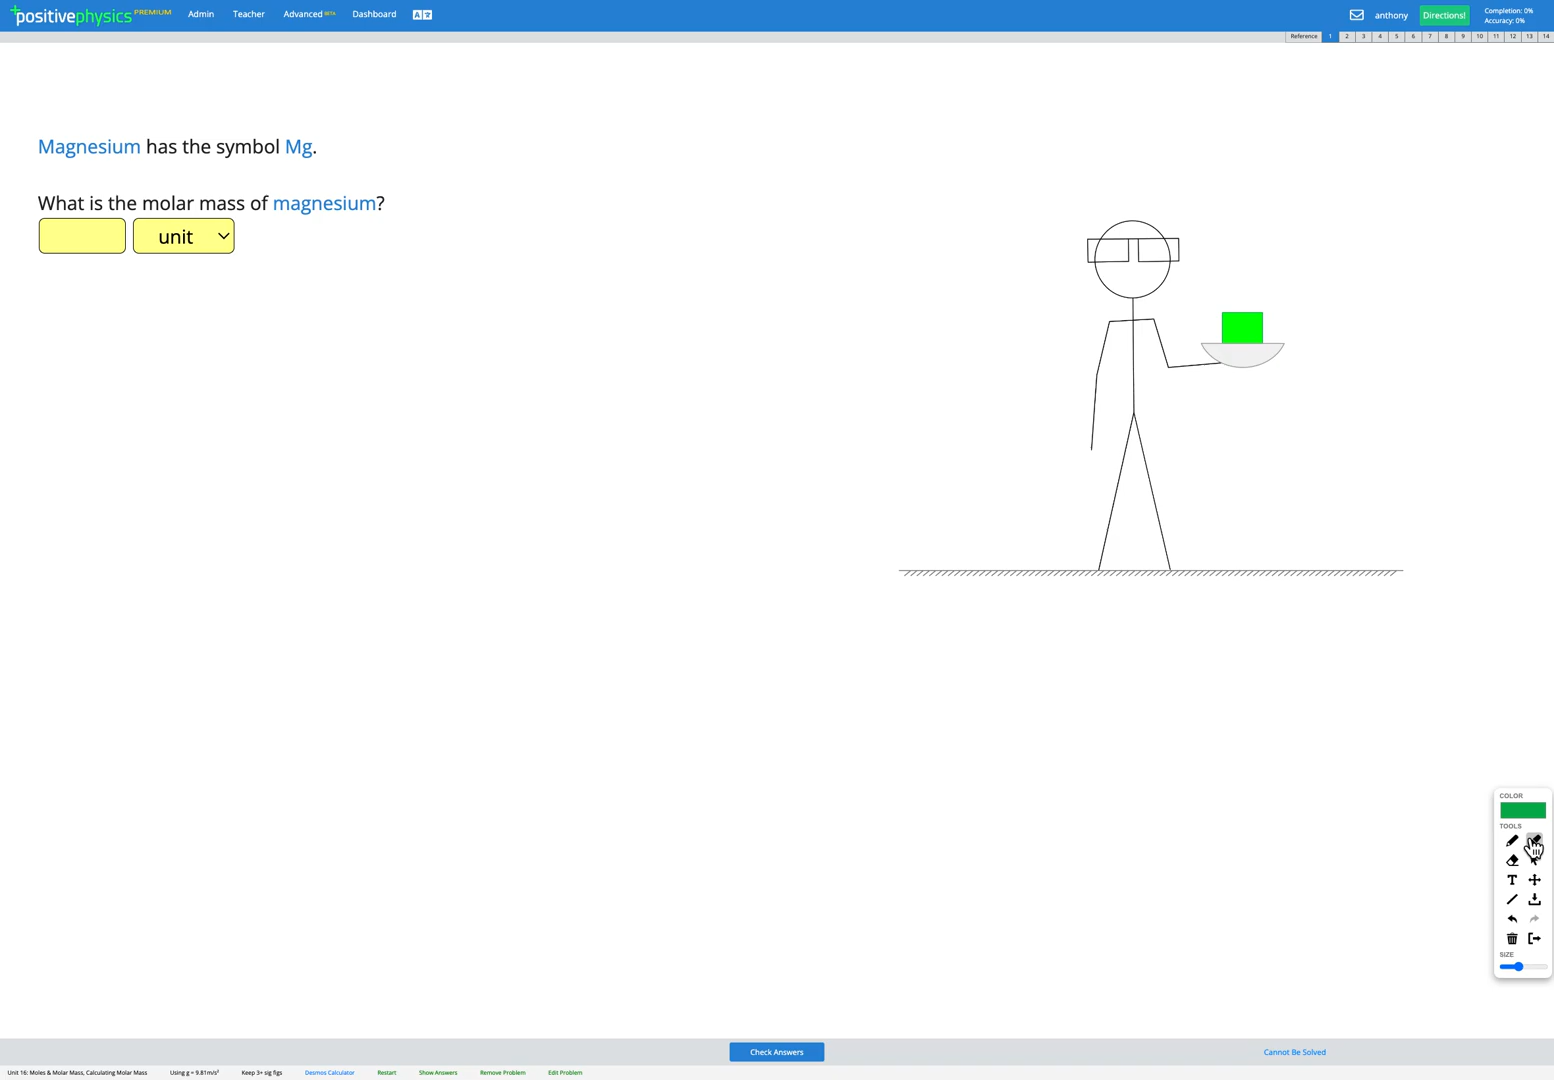 +positivephysics PREMIUM Admin Teacher Advanced BETA Dashboard A anthony Directions! Completion: 0%
Accuracy: 0%
Reference 1 2 3 4 5 6 7 8 9 10 11 12 13 14
Magnesium has the symbol Mg.
What is the molar mass of magnesium?
unit
COLOR
TOOLS
T
SIZE
Check Answers Cannot Be Solved
Unit 16: Moles & Molar Mass, Calculating Molar Mass Using g = 9.81m/s² Keep 3+ sig figs Desmos Calculator Restart Show Answers Remove Problem Edit Problem